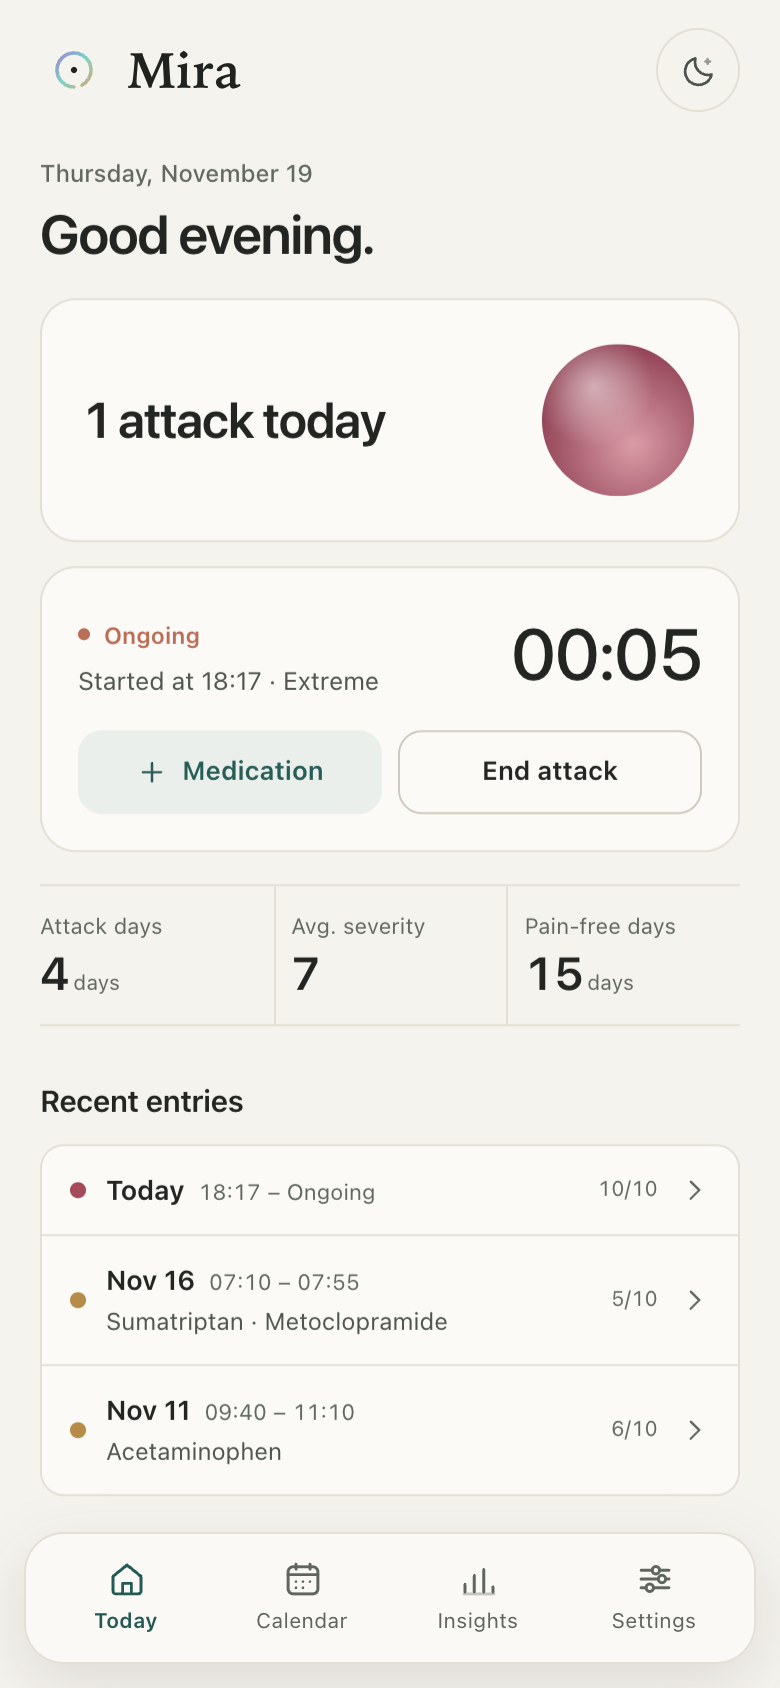 Mira
Thursday, November 19
Good evening.
1 attack today
Ongoing
Started at 18:17 · Extreme
00:05
+ Medication
End attack
Attack days
4 days
Avg. severity
7
Pain-free days
15 days
Recent entries
Today 18:17 – Ongoing 10/10
Nov 16 07:10 – 07:55 5/10
Sumatriptan · Metoclopramide
Nov 11 09:40 – 11:10 6/10
Acetaminophen
Today
Calendar
Insights
Settings